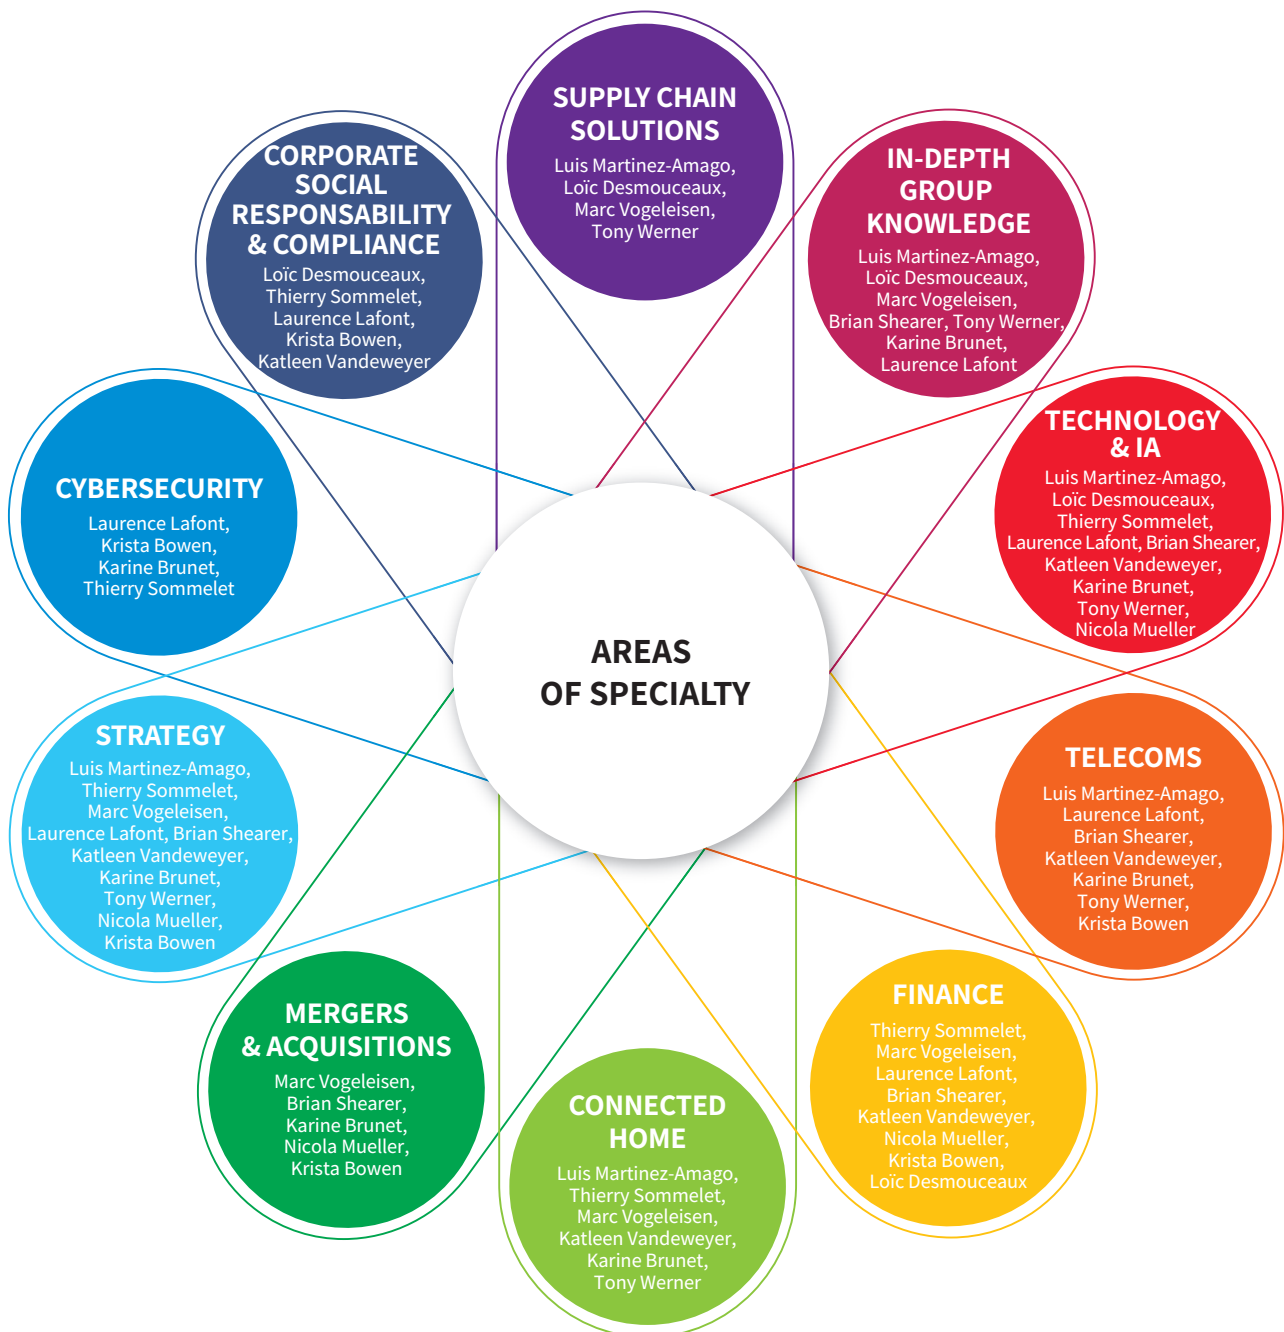 SUPPLY CHAIN
SOLUTIONS
Luis Martinez-Amago,
Loïc Desmouceaux,
Marc Vogeleisen,
Tony Werner
IN-DEPTH
GROUP
KNOWLEDGE
Luis Martinez-Amago,
Loïc Desmouceaux,
Marc Vogeleisen,
Brian Shearer, Tony Werner,
Karine Brunet,
Laurence Lafont
TECHNOLOGY
& IA
Luis Martinez-Amago,
Loïc Desmouceaux,
Thierry Sommelet,
Laurence Lafont, Brian Shearer,
Katleen Vandeweyer,
Karine Brunet,
Tony Werner,
Nicola Mueller
TELECOMS
Luis Martinez-Amago,
Laurence Lafont,
Brian Shearer,
Katleen Vandeweyer,
Karine Brunet,
Tony Werner,
Krista Bowen
FINANCE
Thierry Sommelet,
Marc Vogeleisen,
Laurence Lafont,
Brian Shearer,
Katleen Vandeweyer,
Nicola Mueller,
Krista Bowen,
Loïc Desmouceaux
CONNECTED
HOME
Luis Martinez-Amago,
Thierry Sommelet,
Marc Vogeleisen,
Katleen Vandeweyer,
Karine Brunet,
Tony Werner
MERGERS
& ACQUISITIONS
Marc Vogeleisen,
Brian Shearer,
Karine Brunet,
Nicola Mueller,
Krista Bowen
STRATEGY
Luis Martinez-Amago,
Thierry Sommelet,
Marc Vogeleisen,
Laurence Lafont, Brian Shearer,
Katleen Vandeweyer,
Karine Brunet,
Tony Werner,
Nicola Mueller,
Krista Bowen
CYBERSECURITY
Laurence Lafont,
Krista Bowen,
Karine Brunet,
Thierry Sommelet
CORPORATE
SOCIAL
RESPONSABILITY
& COMPLIANCE
Loïc Desmouceaux,
Thierry Sommelet,
Laurence Lafont,
Krista Bowen,
Katleen Vandeweyer
AREAS
OF SPECIALTY